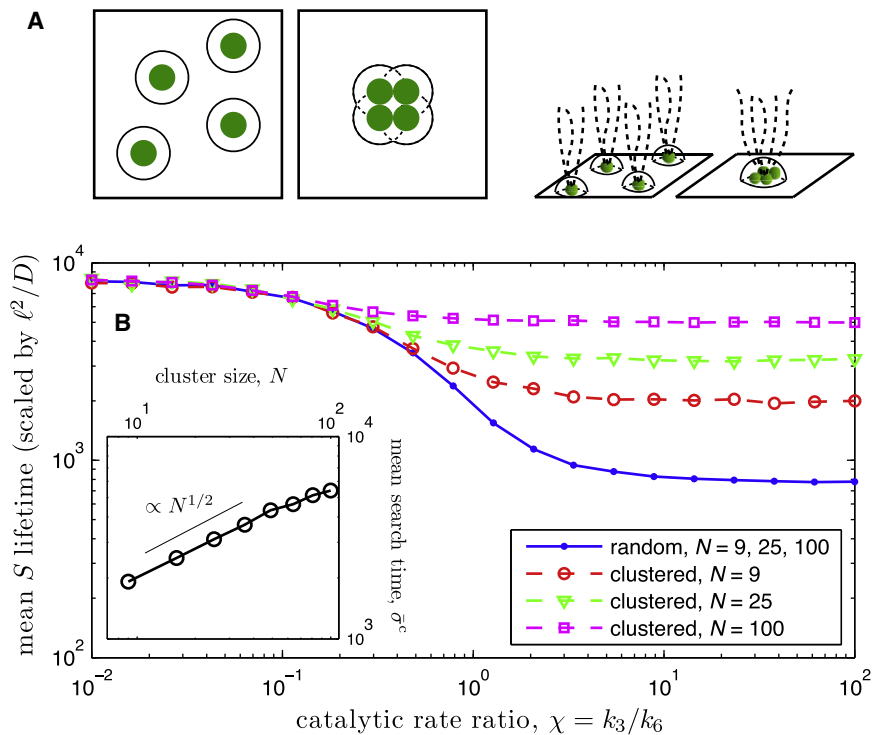 A
mean S lifetime (scaled by ℓ²/D)
10⁴
10³
10²
B
cluster size, N
10¹ 10²
10⁴
∝ N^{1/2}
mean search time, σ̄ᶜ
10³
random, N = 9, 25, 100
clustered, N = 9
clustered, N = 25
clustered, N = 100
10⁻² 10⁻¹ 10⁰ 10¹ 10²
catalytic rate ratio, χ = k₃/k₆